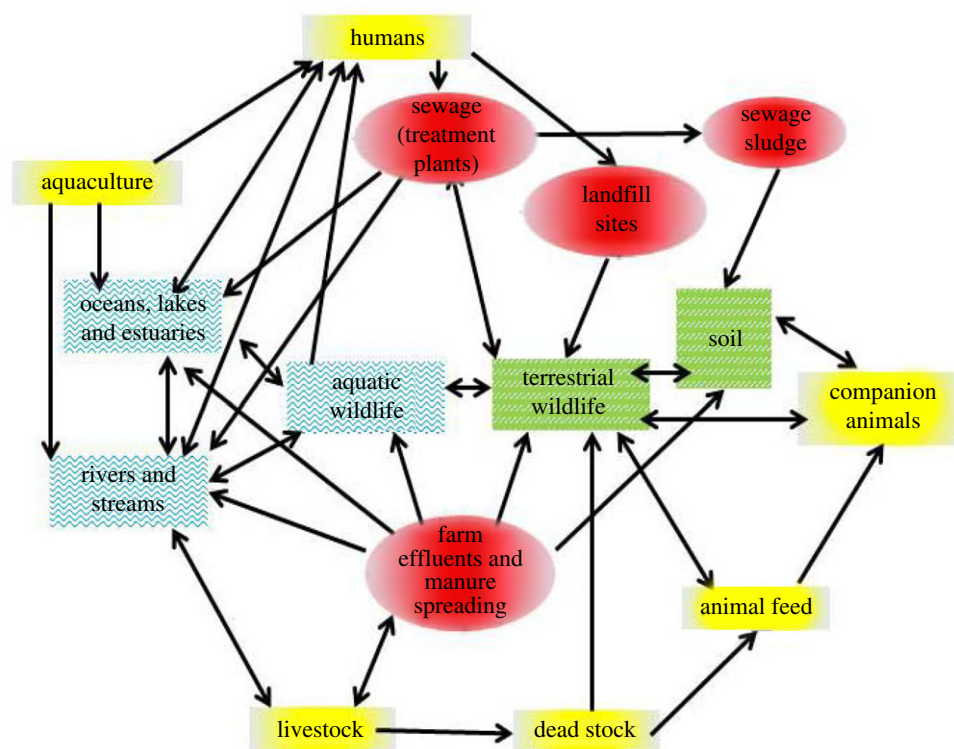 humans
sewage
(treatment
plants)
sewage
sludge
aquaculture
landfill
sites
oceans, lakes
and estuaries
soil
aquatic
wildlife
terrestrial
wildlife
companion
animals
rivers and
streams
farm
effluents and
manure
spreading
animal feed
livestock
dead stock